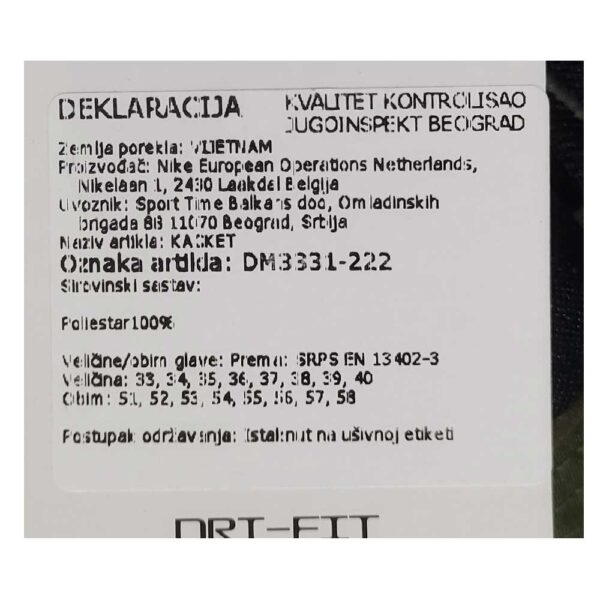 DEKLARACIJA
KVALITET KONTROLISAO
JUGOINSPEKT BEOGRAD
Zemlja porekla: VIJETNAM
Proizvođač: Nike European Operations Netherlands,
Nikelaan 1, 2430 Laakdal Belgija
Uvoznik: Sport Time Balkans doo, Omladinskih
brigada 88 11070 Beograd, Srbija
Naziv artikla: KAČKET
Oznaka artikla: DM3331-222
Sirovinski sastav:
Poliestar100%
Veličine/obim glave: Prema: SRPS EN 13402-3
Veličina: 33, 34, 35, 36, 37, 38, 39, 40
Obim: 51, 52, 53, 54, 55, 56, 57, 58
Postupak održavanja: Istaknut na ušivnoj etiketi
DRI-FIT